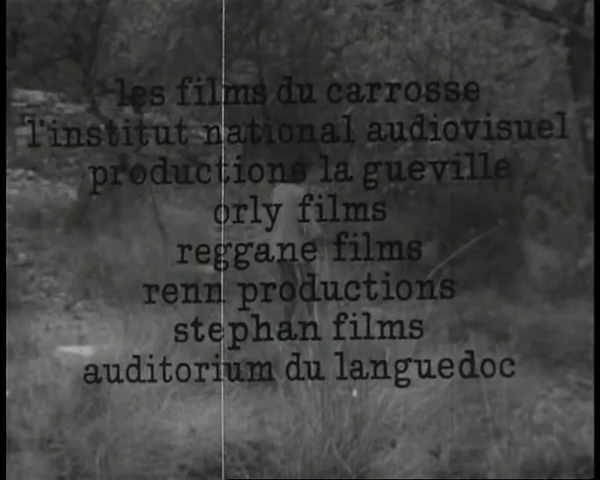 les films du carrosse
l'institut national audiovisuel
productions la gueville
orly films
reggane films
renn productions
stephan films
auditorium du languedoc